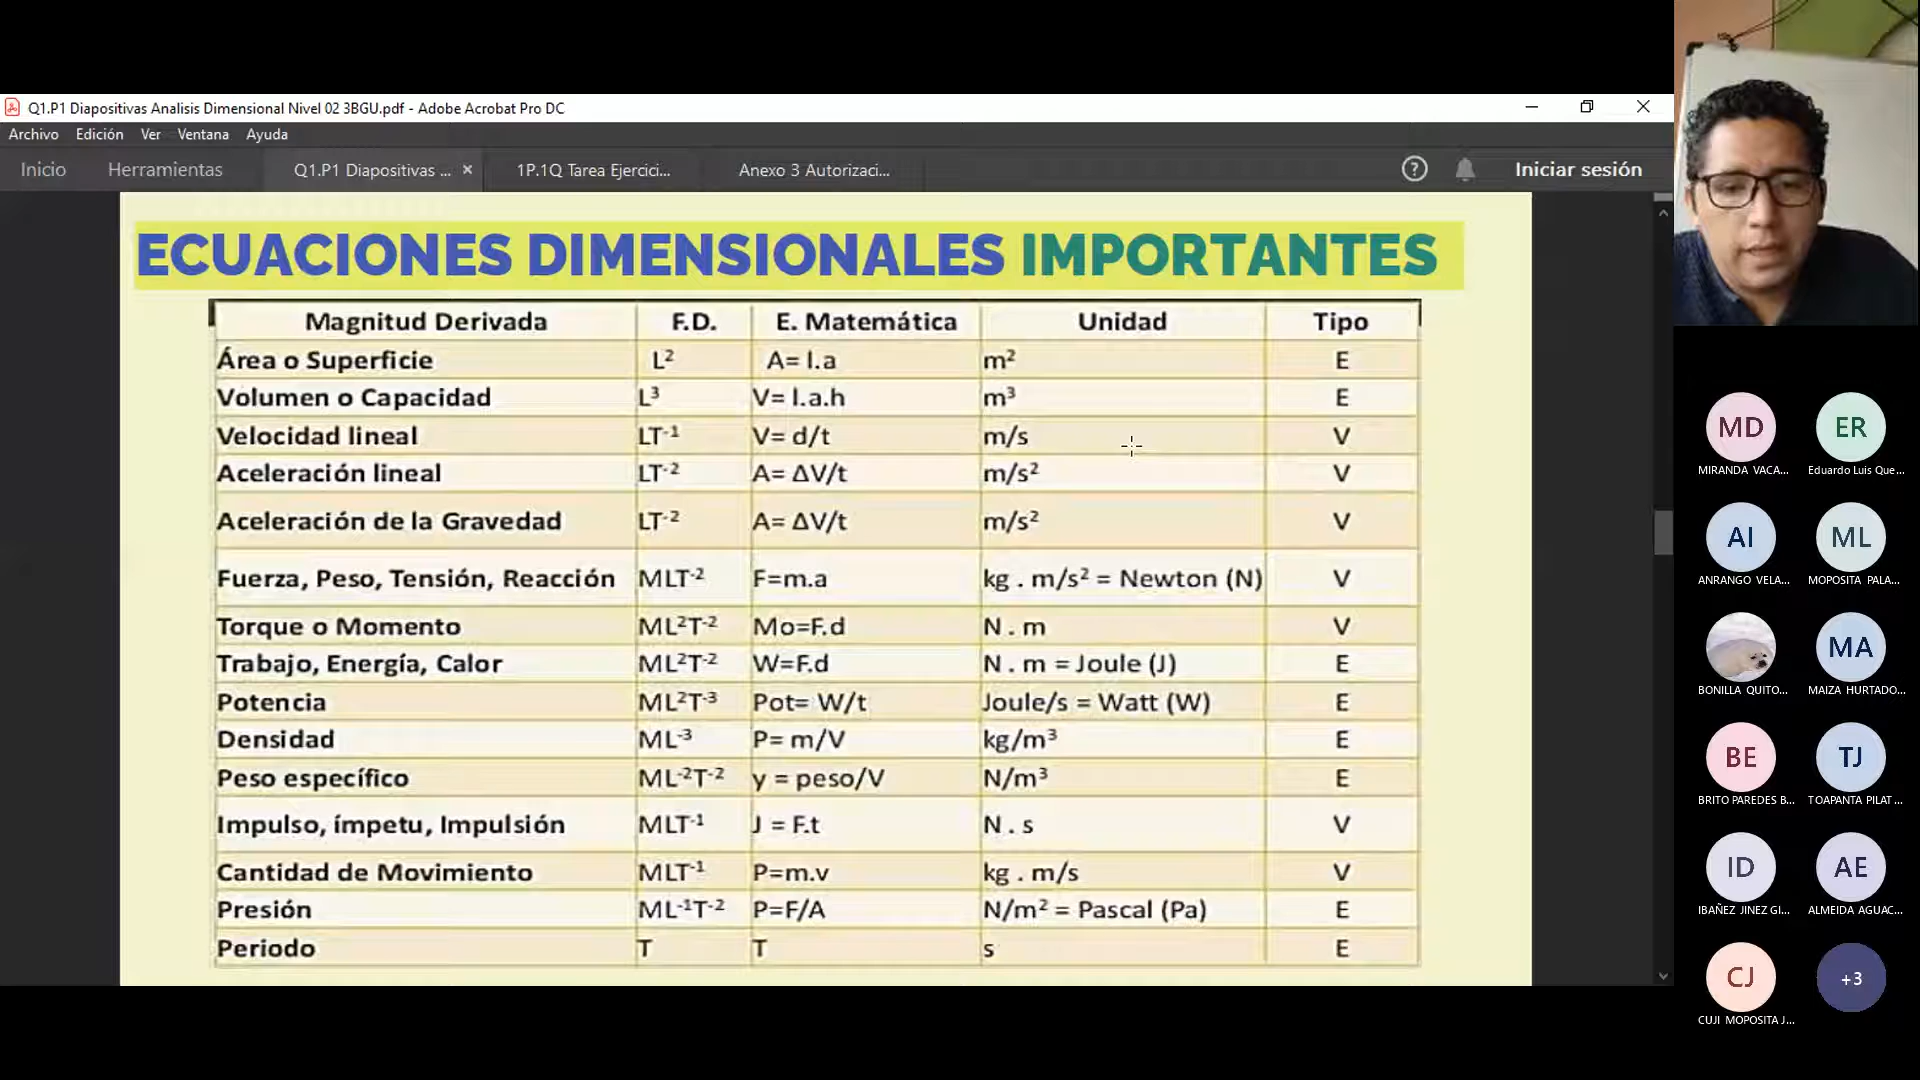 Q1.P1 Diapositivas Analisis Dimensional Nivel 02 3BGU.pdf - Adobe Acrobat Pro DC
Archivo Edición Ver Ventana Ayuda
Inicio Herramientas Q1.P1 Diapositivas ... 1P.1Q Tarea Ejercici... Anexo 3 Autorizaci... Iniciar sesión
ECUACIONES DIMENSIONALES IMPORTANTES
Magnitud Derivada F.D. E. Matemática Unidad Tipo
Área o Superficie L² A= l.a m² E
Volumen o Capacidad L³ V= l.a.h m³ E
Velocidad lineal LT⁻¹ V= d/t m/s V
Aceleración lineal LT⁻² A= ΔV/t m/s² V
Aceleración de la Gravedad LT⁻² A= ΔV/t m/s² V
Fuerza, Peso, Tensión, Reacción MLT⁻² F=m.a kg . m/s² = Newton (N) V
Torque o Momento ML²T⁻² Mo=F.d N . m V
Trabajo, Energía, Calor ML²T⁻² W=F.d N . m = Joule (J) E
Potencia ML²T⁻³ Pot= W/t Joule/s = Watt (W) E
Densidad ML⁻³ P= m/V kg/m³ E
Peso específico ML⁻²T⁻² y = peso/V N/m³ E
Impulso, ímpetu, Impulsión MLT⁻¹ J = F.t N . s V
Cantidad de Movimiento MLT⁻¹ P=m.v kg . m/s V
Presión ML⁻¹T⁻² P=F/A N/m² = Pascal (Pa) E
Periodo T T s E
MD ER
MIRANDA VACA... Eduardo Luis Que...
AI ML
ANRANGO VELA... MOPOSITA PALA...
MA
BONILLA QUITO... MAIZA HURTADO...
BE TJ
BRITO PAREDES B... TOAPANTA PILAT...
ID AE
IBAÑEZ JINEZ GI... ALMEIDA AGUAC...
CJ +3
CUJI MOPOSITA J...